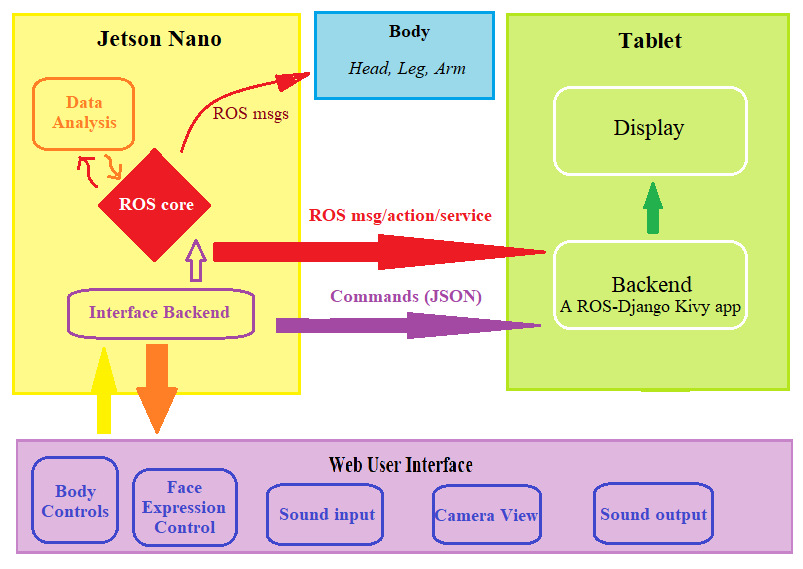 Jetson Nano
Data
Analysis
ROS core
Interface Backend
ROS msgs
Body
Head, Leg, Arm
ROS msg/action/service
Commands (JSON)
Tablet
Display
Backend
A ROS-Django Kivy app
Web User Interface
Body
Controls
Face
Expression
Control
Sound input
Camera View
Sound output